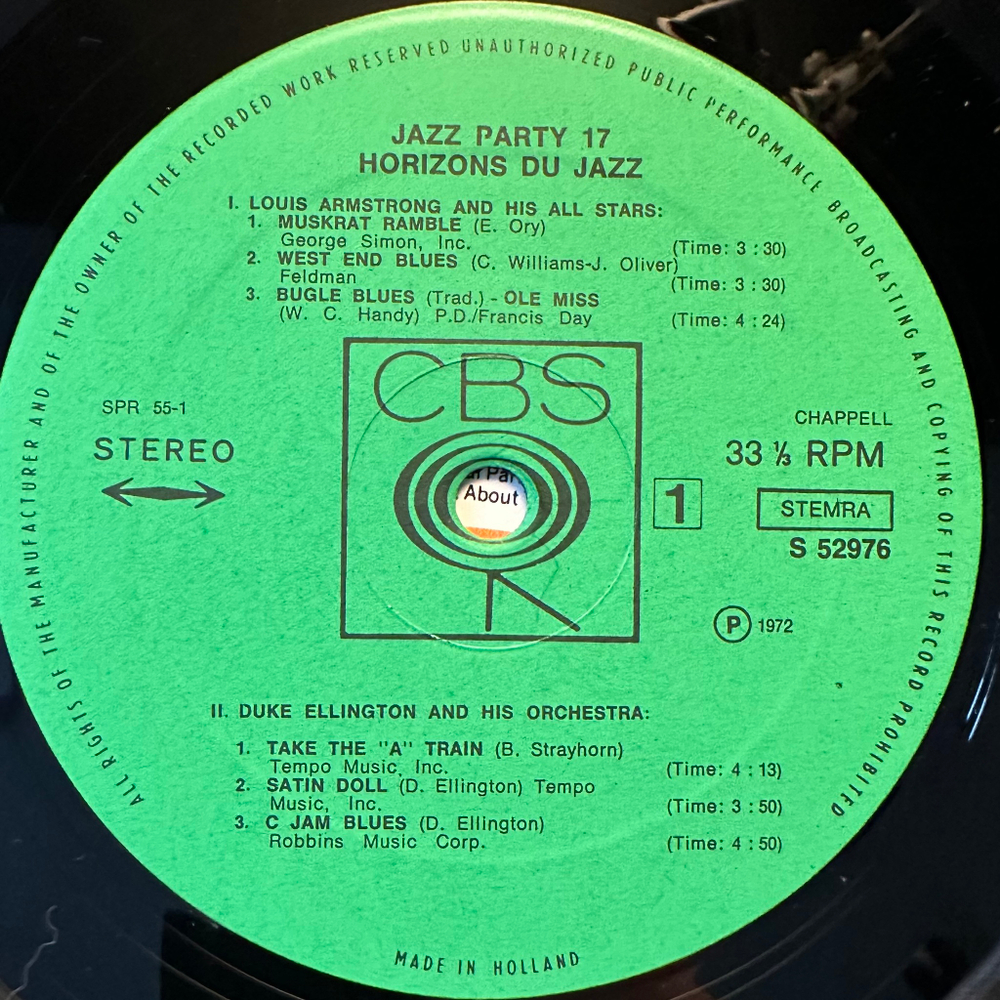 ALL RIGHTS OF THE MANUFACTURER AND OF THE OWNER OF THE RECORDED WORK RESERVED UNAUTHORIZED PUBLIC PERFORMANCE BROADCASTING AND COPYING OF THIS RECORD PROHIBITED
JAZZ PARTY 17
HORIZONS DU JAZZ
I. LOUIS ARMSTRONG AND HIS ALL STARS:
1. MUSKRAT RAMBLE (E. Ory)
George Simon, Inc. (Time: 3 : 30)
2. WEST END BLUES (C. Williams-J. Oliver)
Feldman (Time: 3 : 30)
3. BUGLE BLUES (Trad.) - OLE MISS
(W. C. Handy) P.D./Francis Day (Time: 4 : 24)
CBS
SPR 55-1
STEREO
About
1
CHAPPELL
33 ⅓ RPM
STEMRA
S 52976
Ⓟ 1972
II. DUKE ELLINGTON AND HIS ORCHESTRA:
1. TAKE THE "A" TRAIN (B. Strayhorn)
Tempo Music, Inc. (Time: 4 : 13)
2. SATIN DOLL (D. Ellington) Tempo
Music, Inc. (Time: 3 : 50)
3. C JAM BLUES (D. Ellington)
Robbins Music Corp. (Time: 4 : 50)
MADE IN HOLLAND